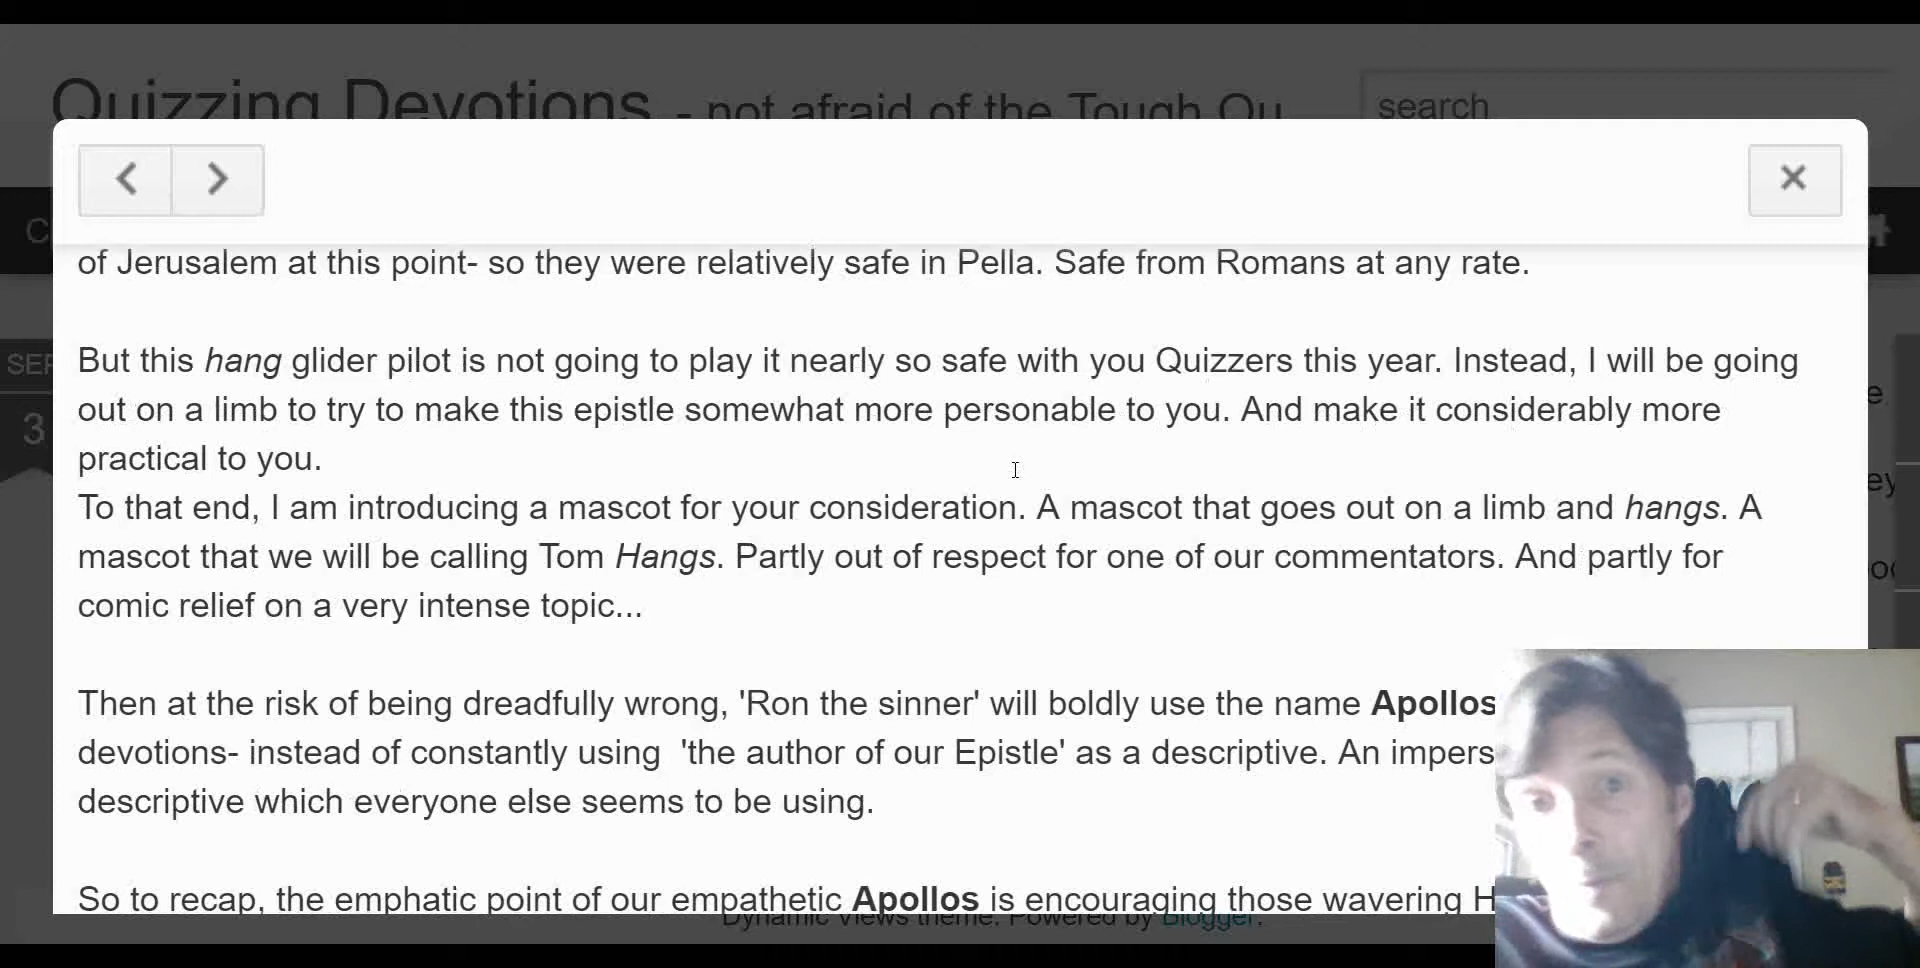 Quizzing Devotions - not afraid of the Tough Qu
search
C
of Jerusalem at this point- so they were relatively safe in Pella. Safe from Romans at any rate.
SEP
3
But this hang glider pilot is not going to play it nearly so safe with you Quizzers this year. Instead, I will be going
out on a limb to try to make this epistle somewhat more personable to you. And make it considerably more
practical to you.
To that end, I am introducing a mascot for your consideration. A mascot that goes out on a limb and hangs. A
mascot that we will be calling Tom Hangs. Partly out of respect for one of our commentators. And partly for
comic relief on a very intense topic...
Then at the risk of being dreadfully wrong, 'Ron the sinner' will boldly use the name Apollos
devotions- instead of constantly using 'the author of our Epistle' as a descriptive. An impers
descriptive which everyone else seems to be using.
So to recap, the emphatic point of our empathetic Apollos is encouraging those wavering H
Dynamic Views theme. Powered by Blogger.